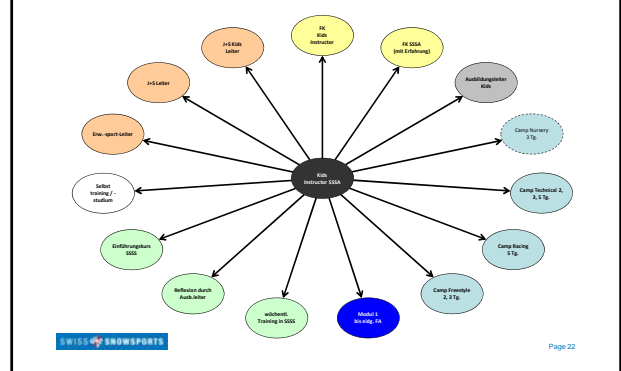 FK
Kids
Instructor
FK SSSA
(mit Erfahrung)
J+S Kids
Leiter
Ausbildungsleiter
Kids
J+S Leiter
Camp Nursery
3 Tg.
Erw.-sport-Leiter
Kids
Instructor SSSA
Selbst
training / -
studium
Camp Technical 2,
3, 5 Tg.
Einführungskurs
SSSS
Camp Racing
5 Tg.
Reflexion durch
Ausb.leiter
Camp Freestyle
2, 3 Tg.
wöchentl.
Training in SSSS
Modul 1
bis eidg. FA
SWISS SNOWSPORTS
Page 22